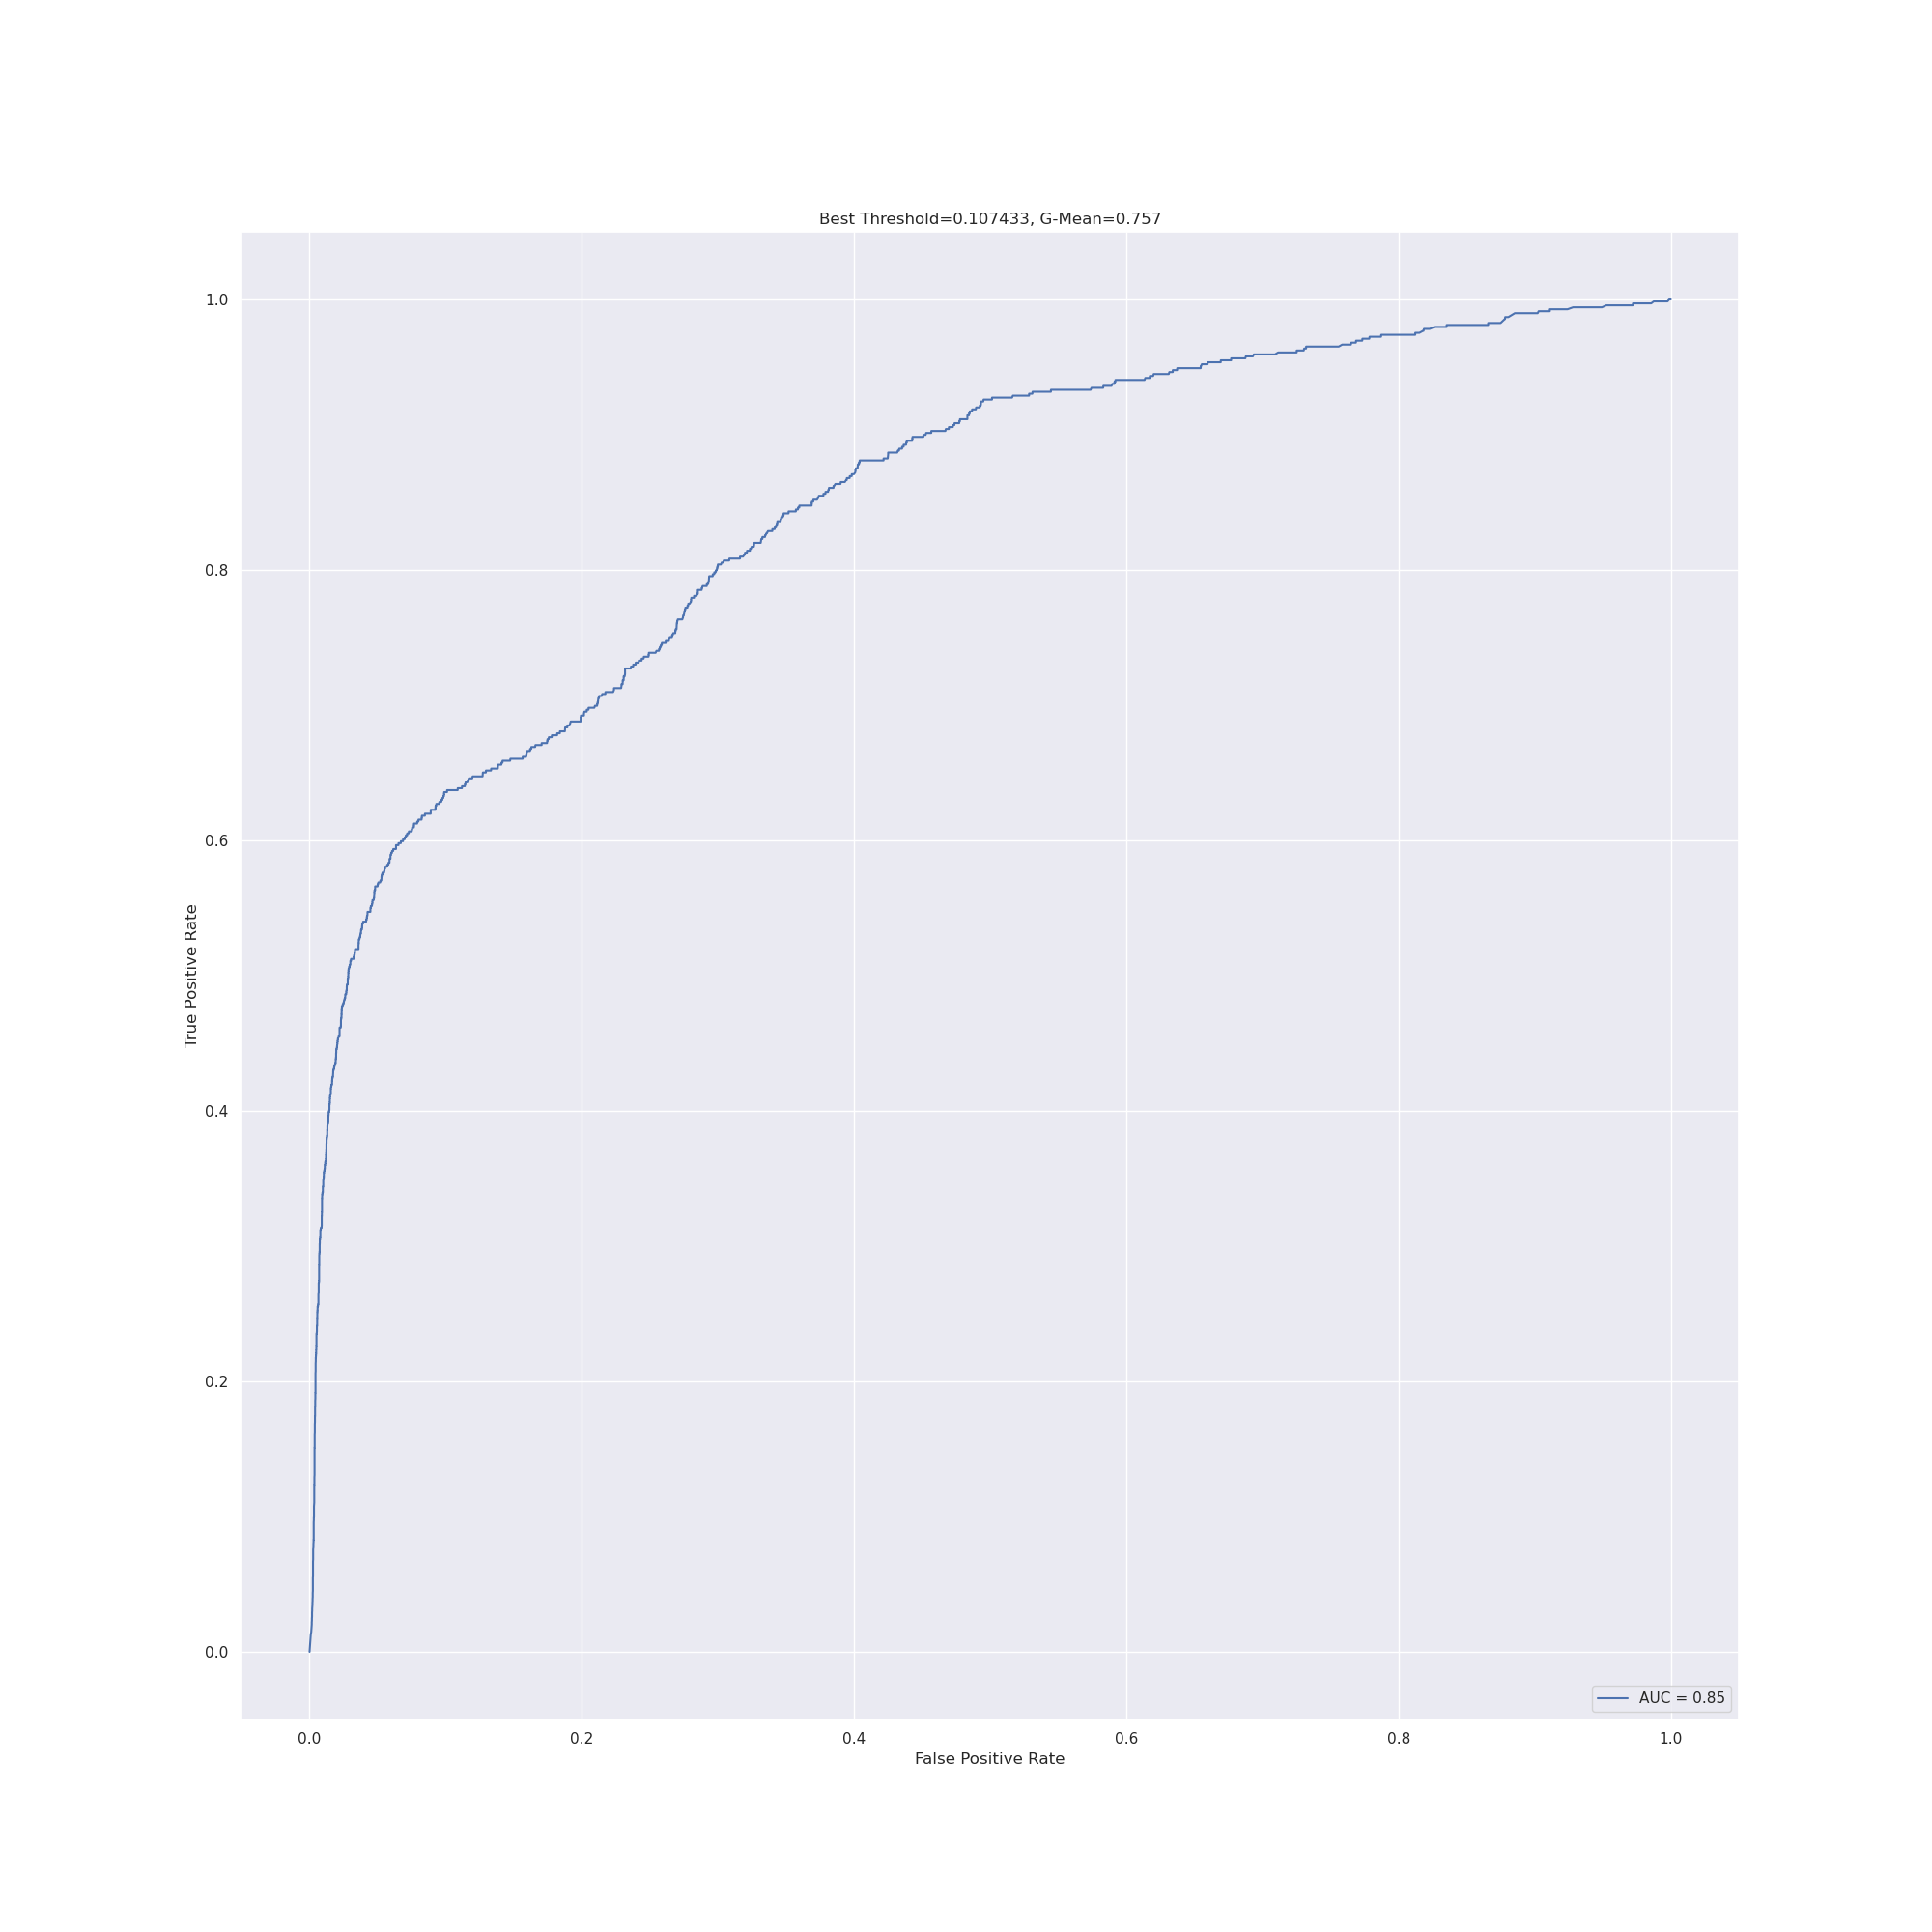 Best Threshold=0.107433, G-Mean=0.757
1.0
0.8
0.6
0.4
0.2
0.0
True Positive Rate
AUC = 0.85
0.0 0.2 0.4 0.6 0.8 1.0
False Positive Rate